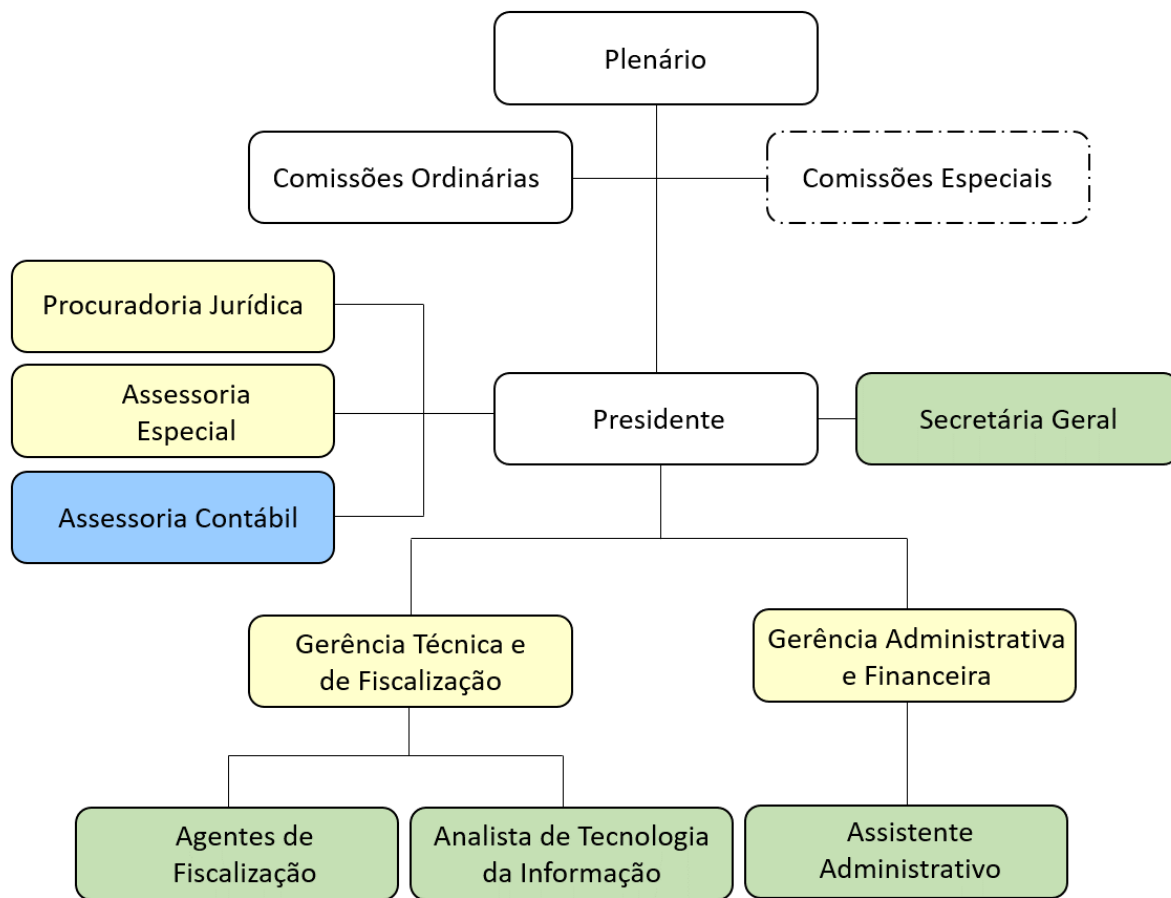 Plenário
Comissões Ordinárias
Comissões Especiais
Procuradoria Jurídica
Assessoria
Especial
Assessoria Contábil
Presidente
Secretária Geral
Gerência Técnica e
de Fiscalização
Gerência Administrativa
e Financeira
Agentes de
Fiscalização
Analista de Tecnologia
da Informação
Assistente
Administrativo